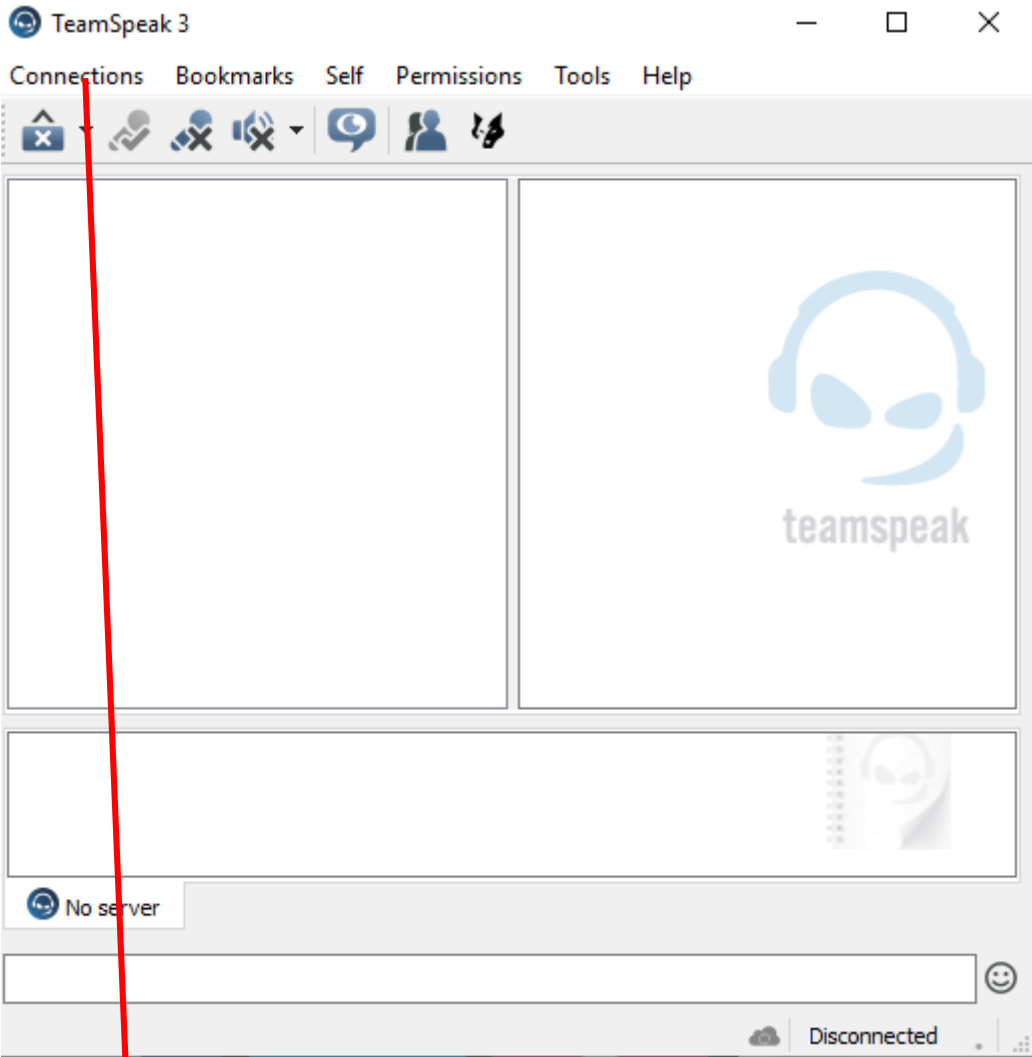 TeamSpeak 3
Connections Bookmarks Self Permissions Tools Help
teamspeak
No server
Disconnected